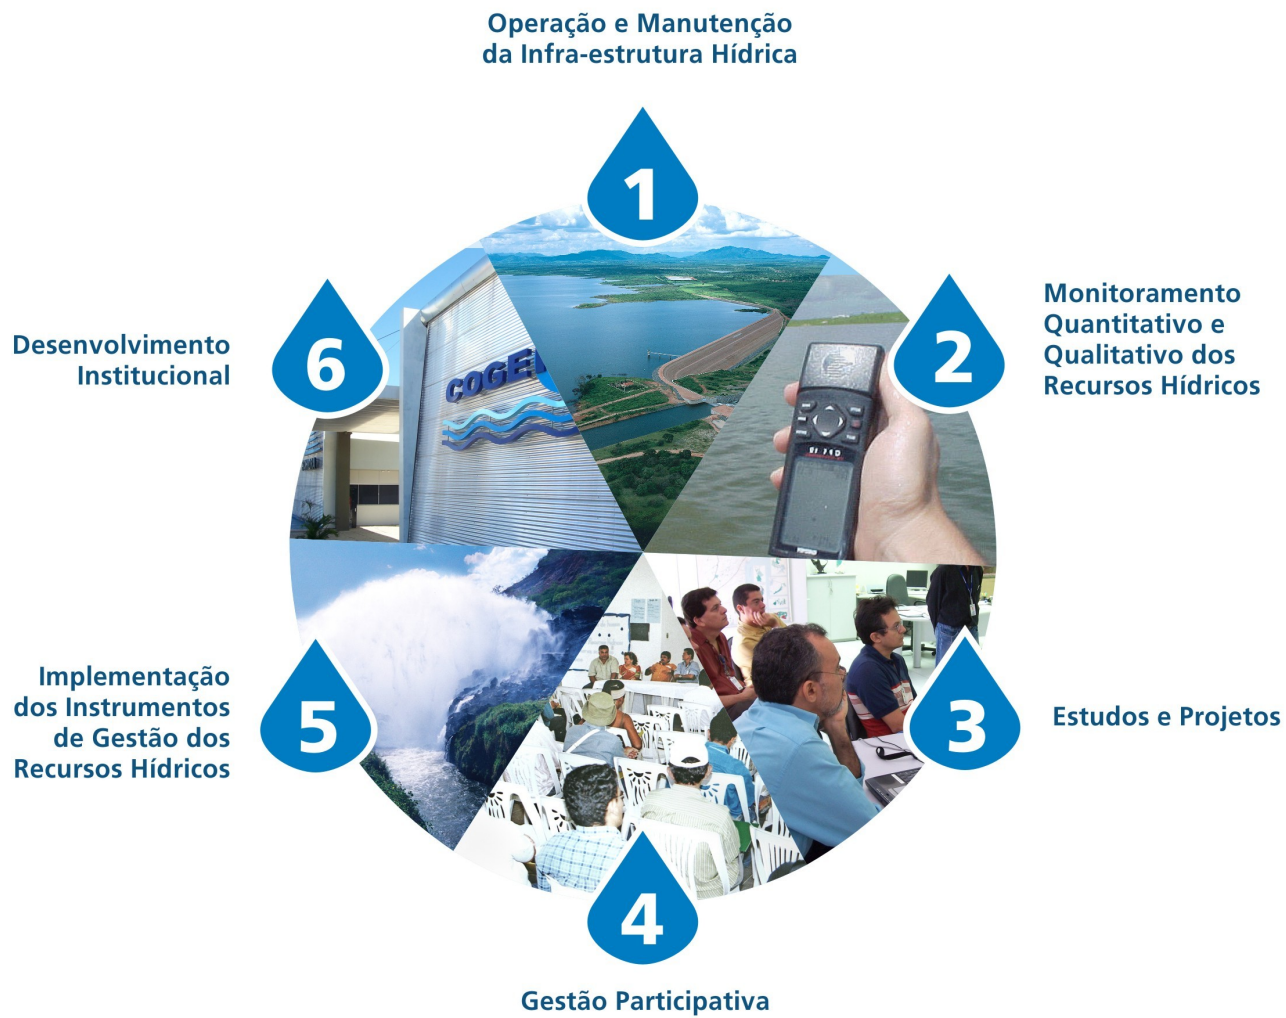 Operação e Manutenção
da Infra-estrutura Hídrica
1
Monitoramento
Quantitativo e
Qualitativo dos
Recursos Hídricos
2
Estudos e Projetos
3
4
Gestão Participativa
Implementação
dos Instrumentos
de Gestão dos
Recursos Hídricos
5
Desenvolvimento
Institucional
6
COGE